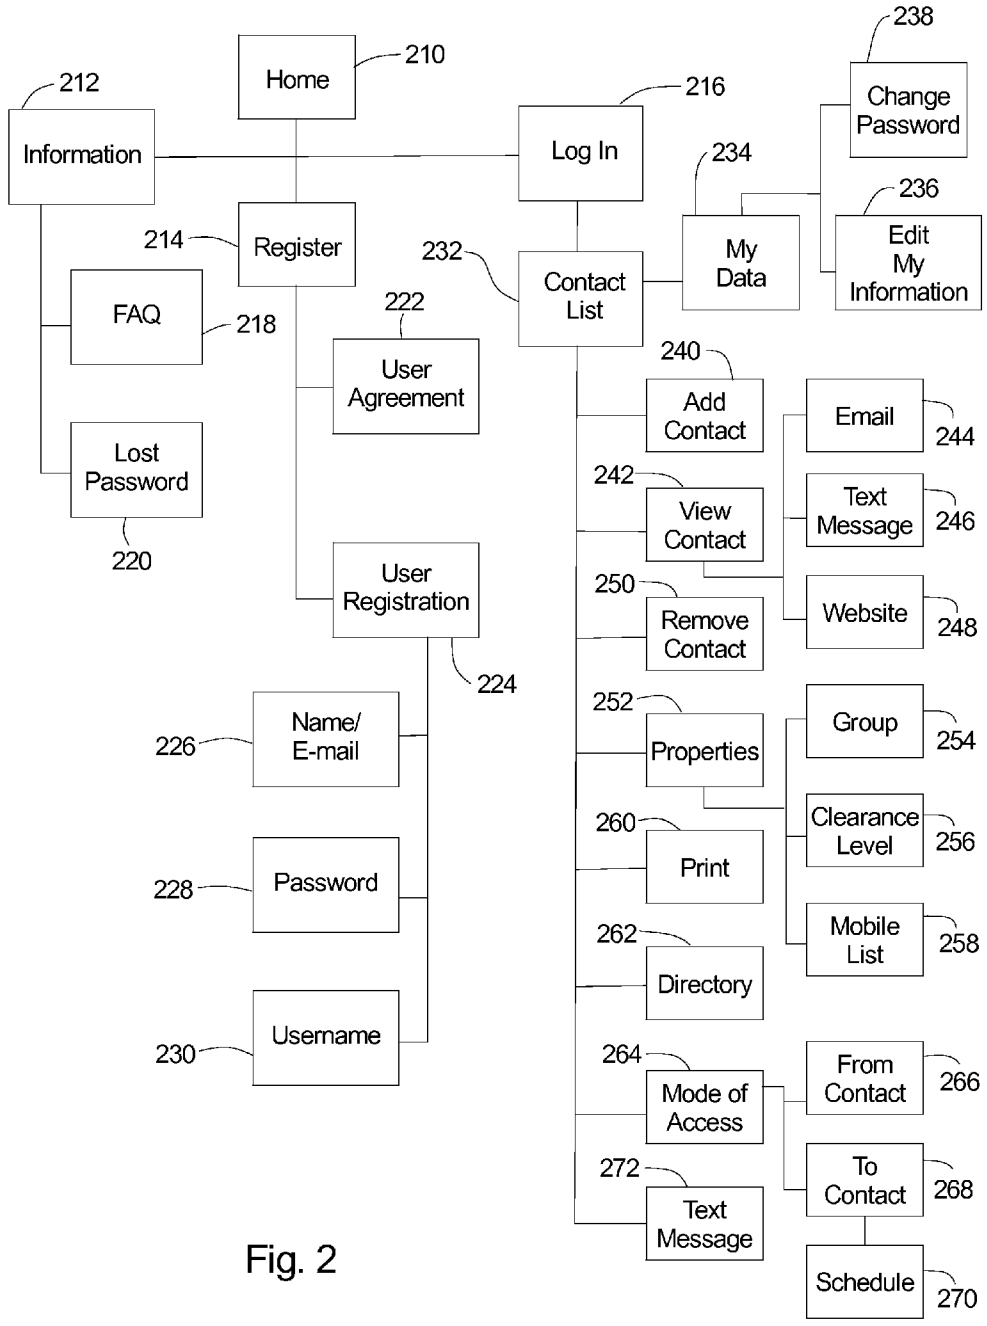 238
210
Home
212
216
Change
Password
Information
Log In
234
236
214
Register
232
My
Data
Edit
My
Information
Contact
List
222
FAQ
218
User
Agreement
240
Add
Contact
Email
244
Lost
Password
220
242
View
Contact
Text
Message
246
User
Registration
224
250
Remove
Contact
Website
248
Name/
E-mail
226
252
Properties
Group
254
Clearance
Level
256
Password
228
260
Print
Mobile
List
258
262
Directory
Username
230
264
Mode of
Access
From
Contact
266
To
Contact
268
272
Text
Message
Schedule
270
Fig. 2